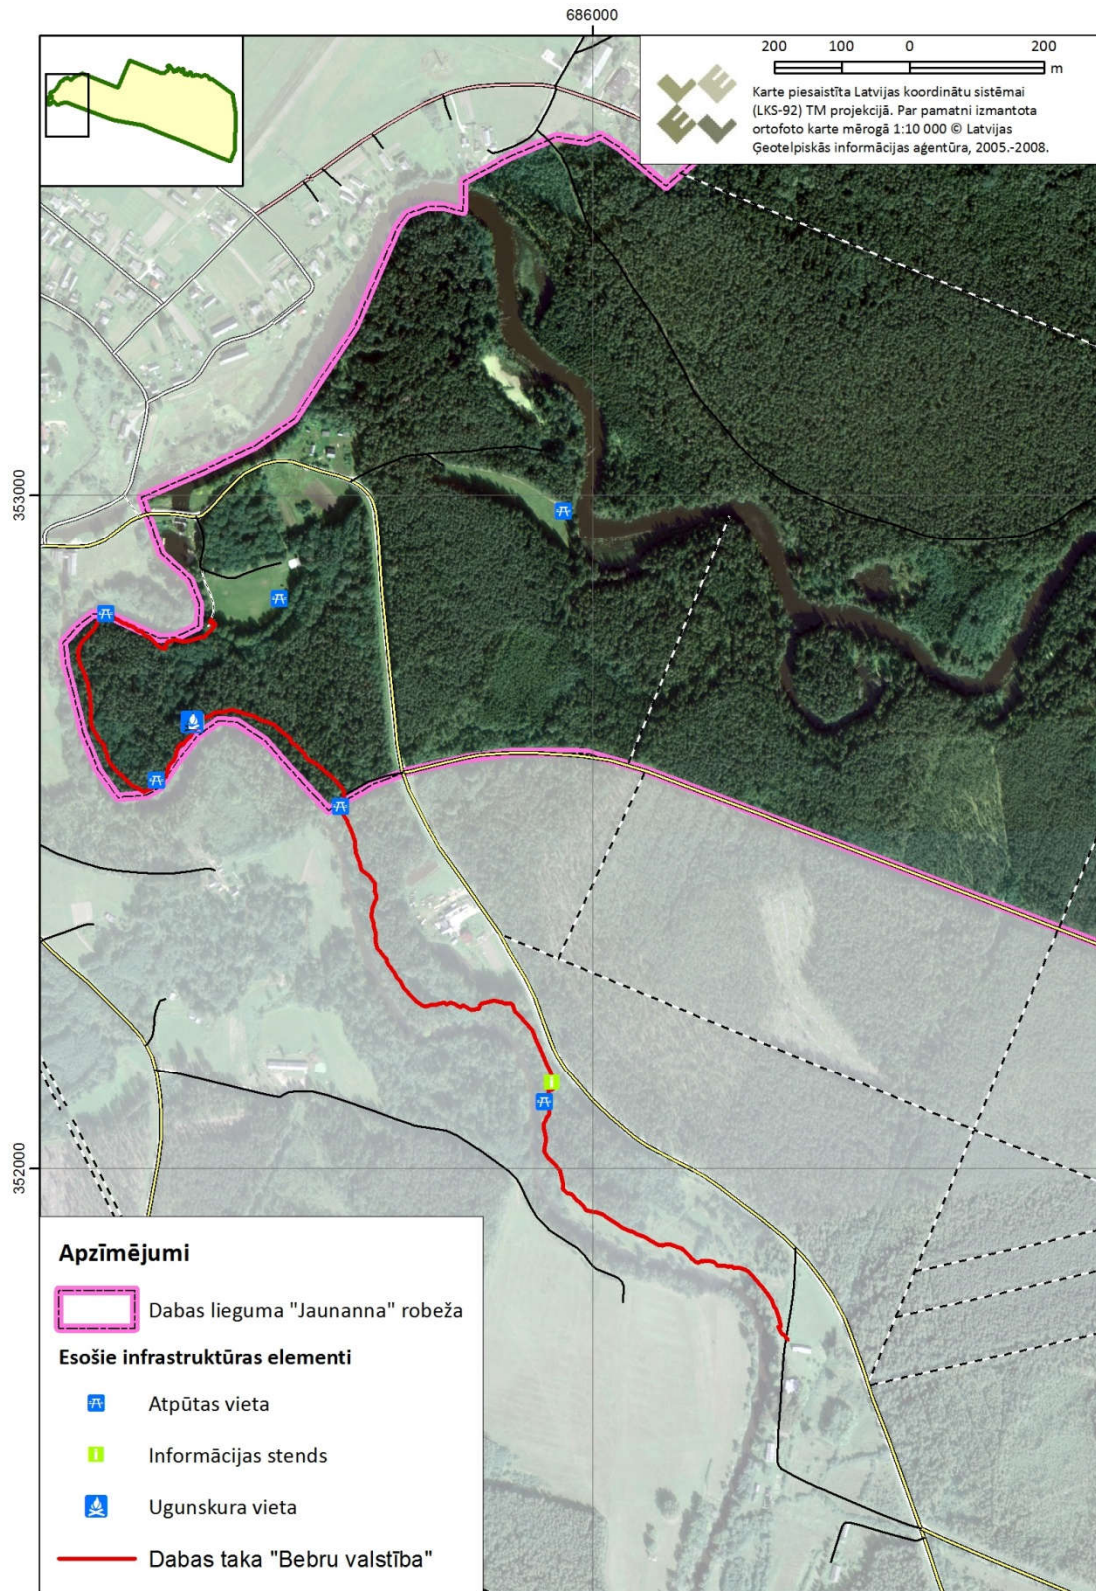 686000
200 100 0 200
m
Karte piesaistīta Latvijas koordinātu sistēmai
(LKS-92) TM projekcijā. Par pamatni izmantota
ortofoto karte mērogā 1:10 000 © Latvijas
Ģeotelpiskās informācijas aģentūra, 2005.-2008.
353000
352000
Apzīmējumi
Dabas lieguma "Jaunanna" robeža
Esošie infrastruktūras elementi
Atpūtas vieta
Informācijas stends
Ugunskura vieta
Dabas taka "Bebru valstība"